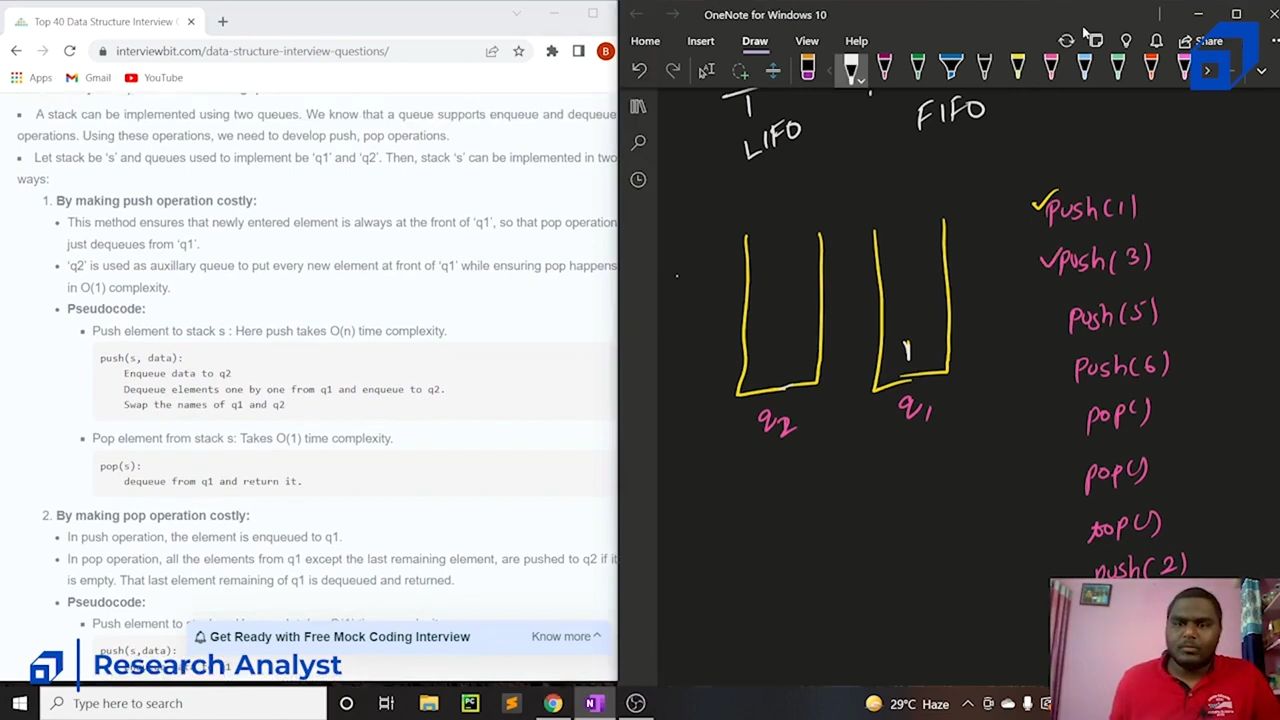 Top 40 Data Structure Interview
interviewbit.com/data-structure-interview-questions/
B
Apps
Gmail
YouTube
A stack can be implemented using two queues. We know that a queue supports enqueue and dequeue
operations. Using these operations, we need to develop push, pop operations.
Let stack be ‘s’ and queues used to implement be ‘q1’ and ‘q2’. Then, stack ‘s’ can be implemented in two
ways:
1. By making push operation costly:
This method ensures that newly entered element is always at the front of ‘q1’, so that pop operation
just dequeues from ‘q1’.
‘q2’ is used as auxillary queue to put every new element at front of ‘q1’ while ensuring pop happens
in O(1) complexity.
Pseudocode:
Push element to stack s : Here push takes O(n) time complexity.
push(s, data):
Enqueue data to q2
Dequeue elements one by one from q1 and enqueue to q2.
Swap the names of q1 and q2
Pop element from stack s: Takes O(1) time complexity.
pop(s):
dequeue from q1 and return it.
2. By making pop operation costly:
In push operation, the element is enqueued to q1.
In pop operation, all the elements from q1 except the last remaining element, are pushed to q2 if it
is empty. That last element remaining of q1 is dequeued and returned.
Pseudocode:
Push element to
push(s,data):
Get Ready with Free Mock Coding Interview
Know more
Research Analyst
Type here to search
OneNote for Windows 10
Home
Insert
Draw
View
Help
Share
LIFO
FIFO
1
q2
q1
push(1)
push(3)
push(5)
push(6)
pop()
pop()
top()
push(2)
PC
N
29°C Haze